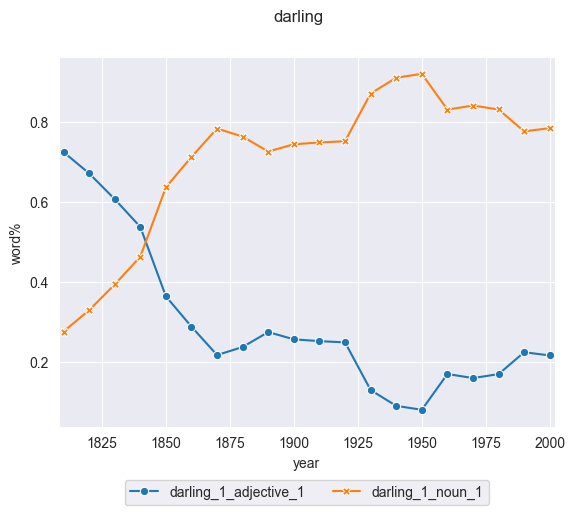 darling
word%
0.8
0.6
0.4
0.2
1825 1850 1875 1900 1925 1950 1975 2000
year
darling_1_adjective_1 darling_1_noun_1